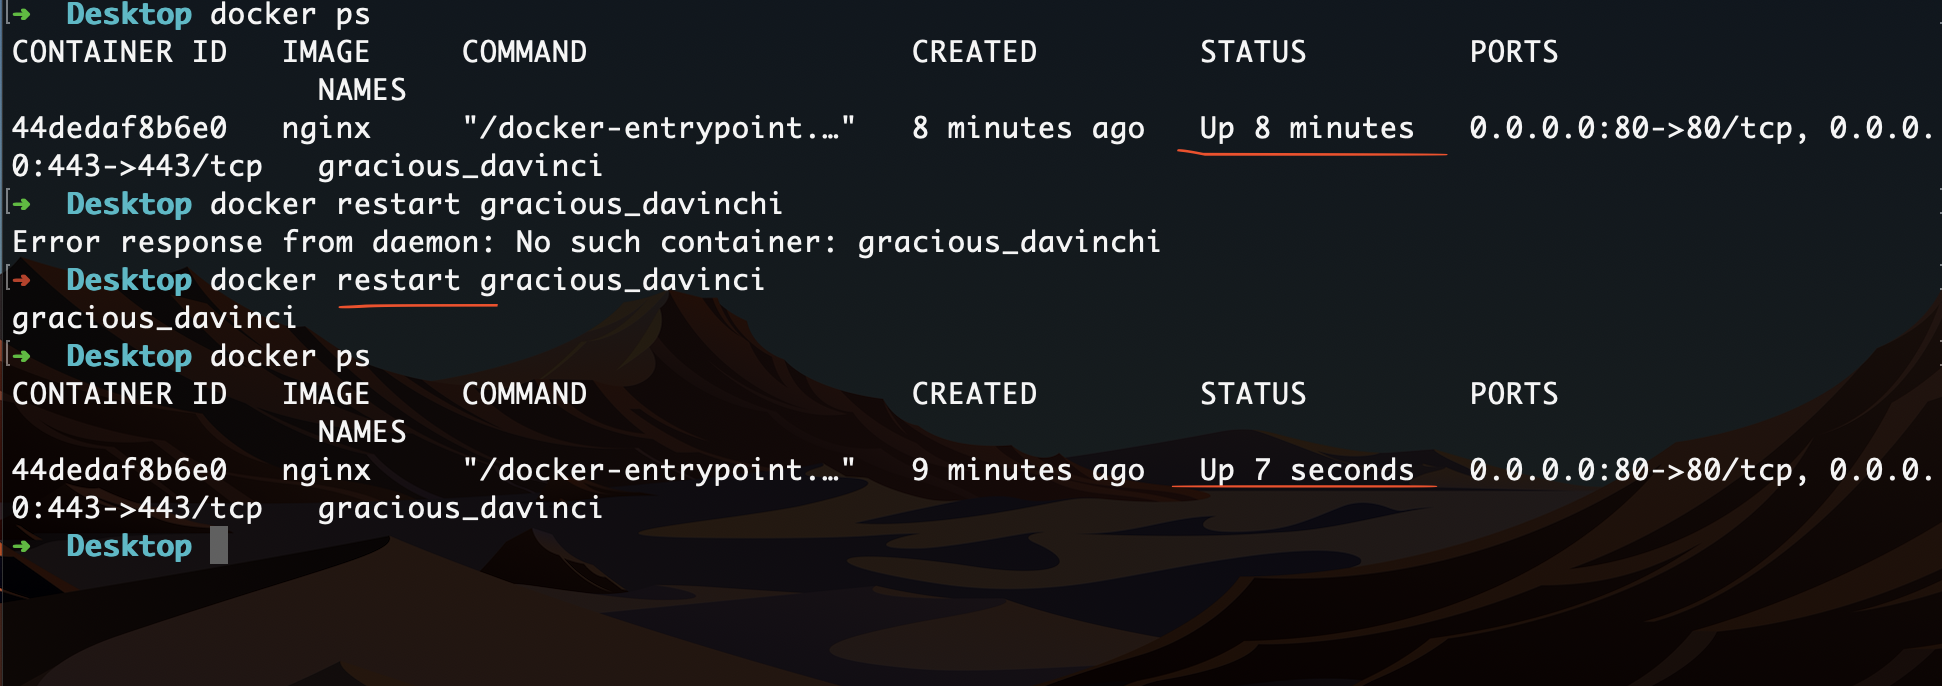 ➜  Desktop docker ps
CONTAINER ID   IMAGE     COMMAND                  CREATED         STATUS         PORTS
                 NAMES
44dedaf8b6e0   nginx     "/docker-entrypoint.…"   8 minutes ago   Up 8 minutes   0.0.0.0:80->80/tcp, 0.0.0.
0:443->443/tcp   gracious_davinci
➜  Desktop docker restart gracious_davinchi
Error response from daemon: No such container: gracious_davinchi
➜  Desktop docker restart gracious_davinci
gracious_davinci
➜  Desktop docker ps
CONTAINER ID   IMAGE     COMMAND                  CREATED         STATUS         PORTS
                 NAMES
44dedaf8b6e0   nginx     "/docker-entrypoint.…"   9 minutes ago   Up 7 seconds   0.0.0.0:80->80/tcp, 0.0.0.
0:443->443/tcp   gracious_davinci
➜  Desktop